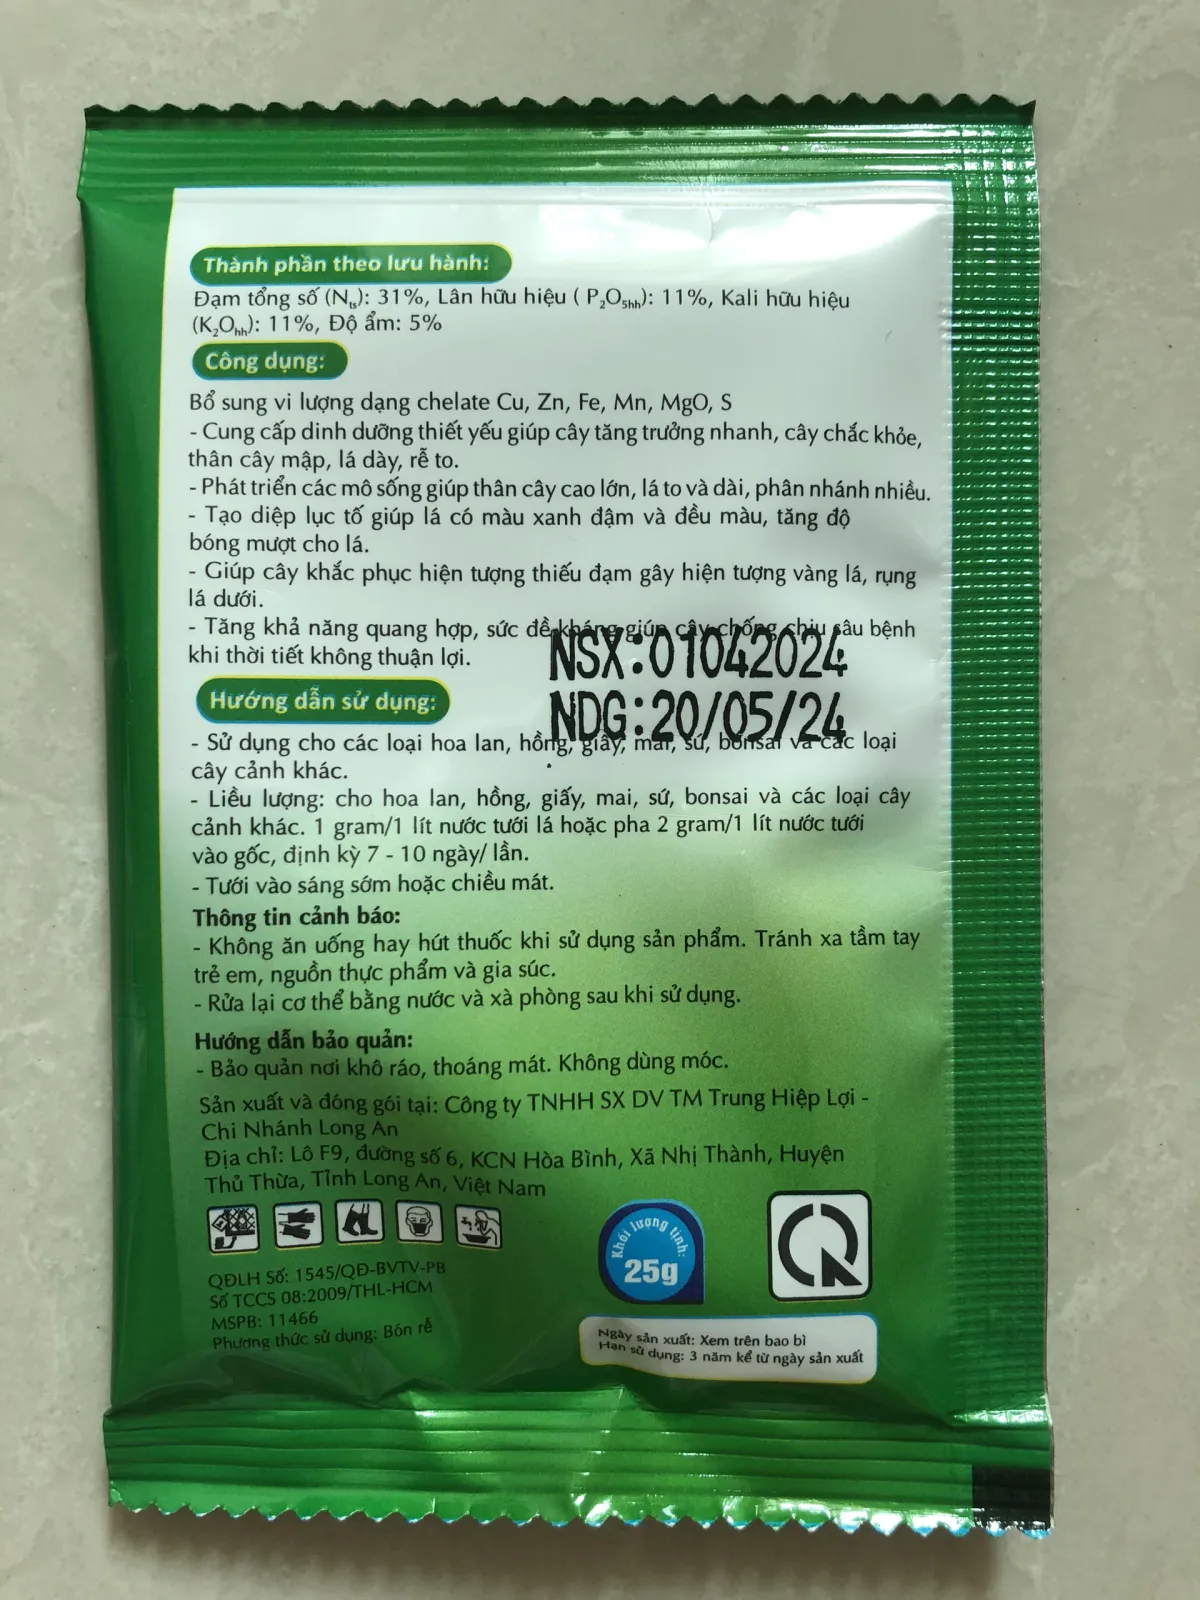 Thành phần theo lưu hành:
Đạm tổng số (Nts): 31%, Lân hữu hiệu ( P2O5hh): 11%, Kali hữu hiệu
(K2Ohh): 11%, Độ ẩm: 5%
Công dụng:
Bổ sung vi lượng dạng chelate Cu, Zn, Fe, Mn, MgO, S
- Cung cấp dinh dưỡng thiết yếu giúp cây tăng trưởng nhanh, cây chắc khỏe,
thân cây mập, lá dày, rễ to.
- Phát triển các mô sống giúp thân cây cao lớn, lá to và dài, phân nhánh nhiều.
- Tạo diệp lục tố giúp lá có màu xanh đậm và đều màu, tăng độ
bóng mượt cho lá.
- Giúp cây khắc phục hiện tượng thiếu đạm gây hiện tượng vàng lá, rụng
lá dưới.
- Tăng khả năng quang hợp, sức đề kháng giúp cây chống chịu sâu bệnh
khi thời tiết không thuận lợi.
NSX:01042024
NDG:20/05/24
Hướng dẫn sử dụng:
- Sử dụng cho các loại hoa lan, hồng, giấy, mai, sứ, bonsai và các loại
cây cảnh khác.
- Liều lượng: cho hoa lan, hồng, giấy, mai, sứ, bonsai và các loại cây
cảnh khác. 1 gram/1 lít nước tưới lá hoặc pha 2 gram/1 lít nước tưới
vào gốc, định kỳ 7 - 10 ngày/ lần.
- Tưới vào sáng sớm hoặc chiều mát.
Thông tin cảnh báo:
- Không ăn uống hay hút thuốc khi sử dụng sản phẩm. Tránh xa tầm tay
trẻ em, nguồn thực phẩm và gia súc.
- Rửa lại cơ thể bằng nước và xà phòng sau khi sử dụng.
Hướng dẫn bảo quản:
- Bảo quản nơi khô ráo, thoáng mát. Không dùng móc.
Sản xuất và đóng gói tại: Công ty TNHH SX DV TM Trung Hiệp Lợi -
Chi Nhánh Long An
Địa chỉ: Lô F9, đường số 6, KCN Hòa Bình, Xã Nhị Thành, Huyện
Thủ Thừa, Tỉnh Long An, Việt Nam
QĐLH Số: 1545/QĐ-BVTV-PB
Số TCCS 08:2009/THL-HCM
MSPB: 11466
Phương thức sử dụng: Bón rễ
Khối lượng tịnh:
25g
Ngày sản xuất: Xem trên bao bì
Hạn sử dụng: 3 năm kể từ ngày sản xuất